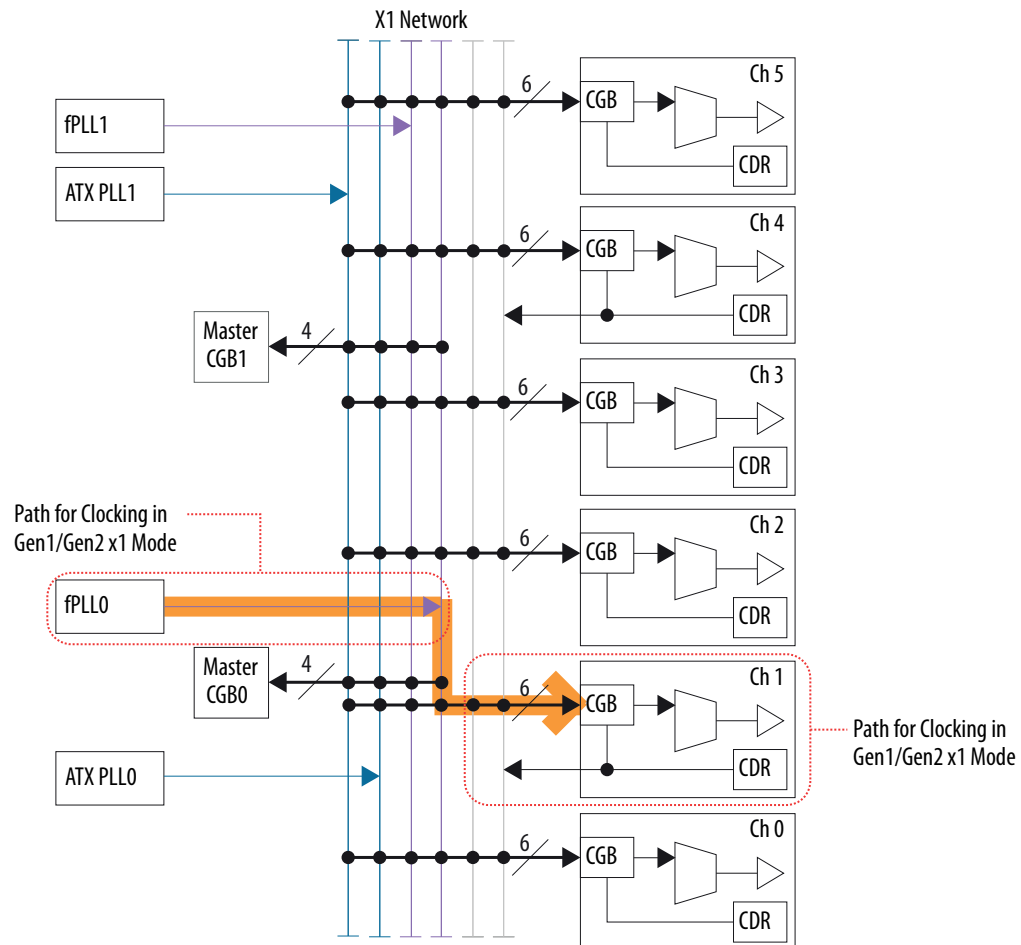 X1 Network
Ch 5
6
CGB
CDR
fPLL1
ATX PLL1
Ch 4
6
CGB
CDR
Master
CGB1
4
Ch 3
6
CGB
CDR
Path for Clocking in
Gen1/Gen2 x1 Mode
Ch 2
6
CGB
CDR
fPLL0
Master
CGB0
4
Ch 1
6
CGB
CDR
Path for Clocking in
Gen1/Gen2 x1 Mode
ATX PLL0
Ch 0
6
CGB
CDR